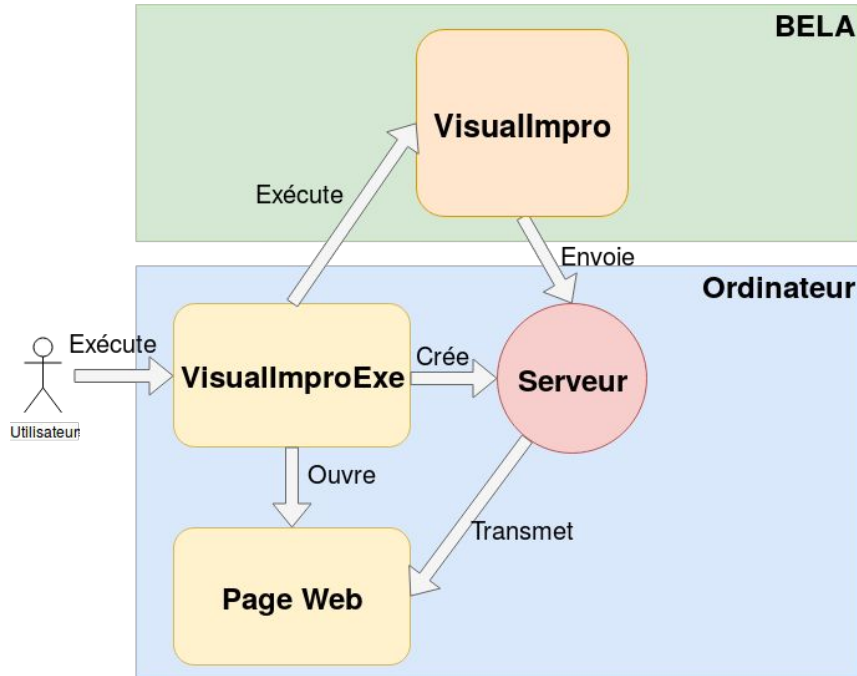 BELA
VisualImpro
Exécute
Envoie
Ordinateur
Exécute
VisualImproExe
Crée
Serveur
Utilisateur
Ouvre
Transmet
Page Web